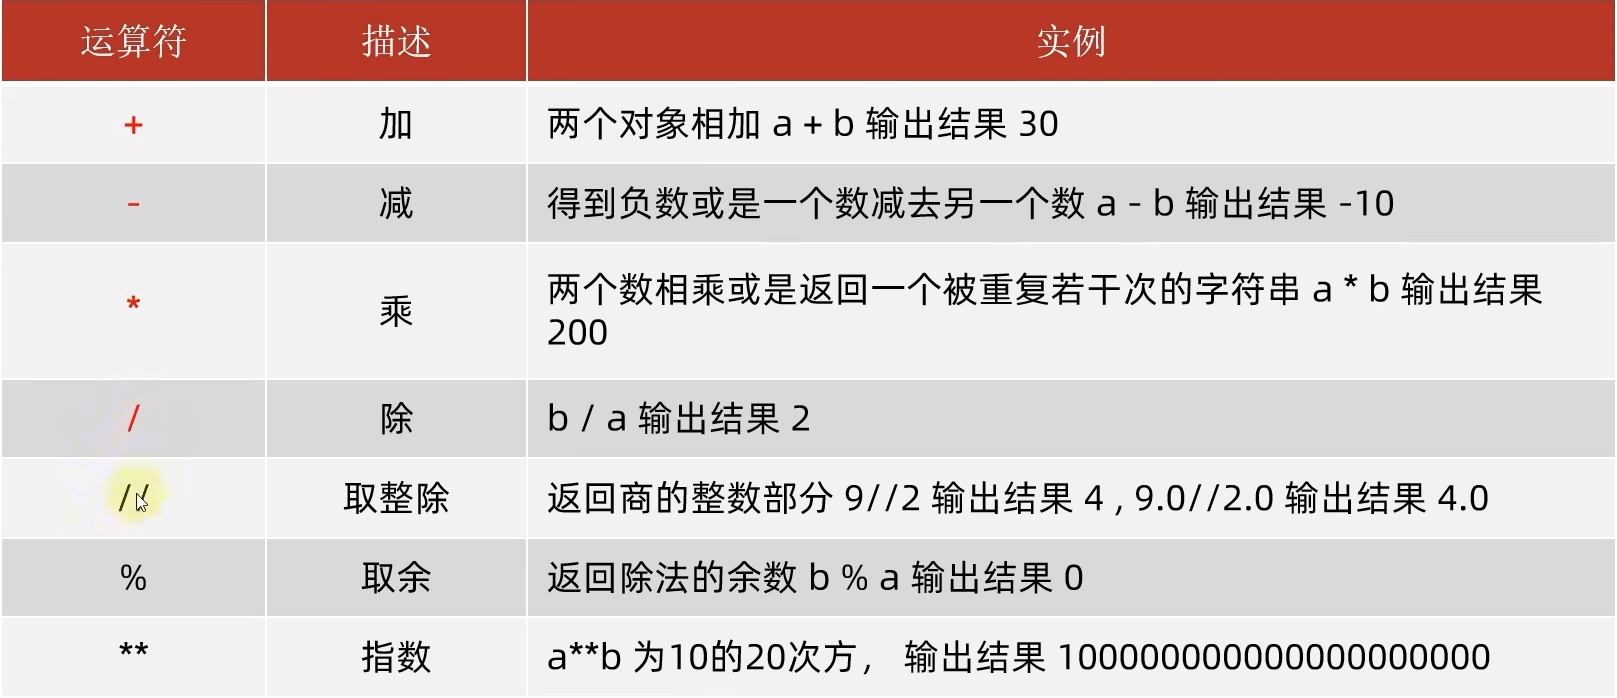 运算符 描述 实例
+ 加 两个对象相加 a + b 输出结果 30
- 减 得到负数或是一个数减去另一个数 a - b 输出结果 -10
* 乘 两个数相乘或是返回一个被重复若干次的字符串 a * b 输出结果
200
/ 除 b / a 输出结果 2
// 取整除 返回商的整数部分 9//2 输出结果 4 , 9.0//2.0 输出结果 4.0
% 取余 返回除法的余数 b % a 输出结果 0
** 指数 a**b 为10的20次方， 输出结果 100000000000000000000